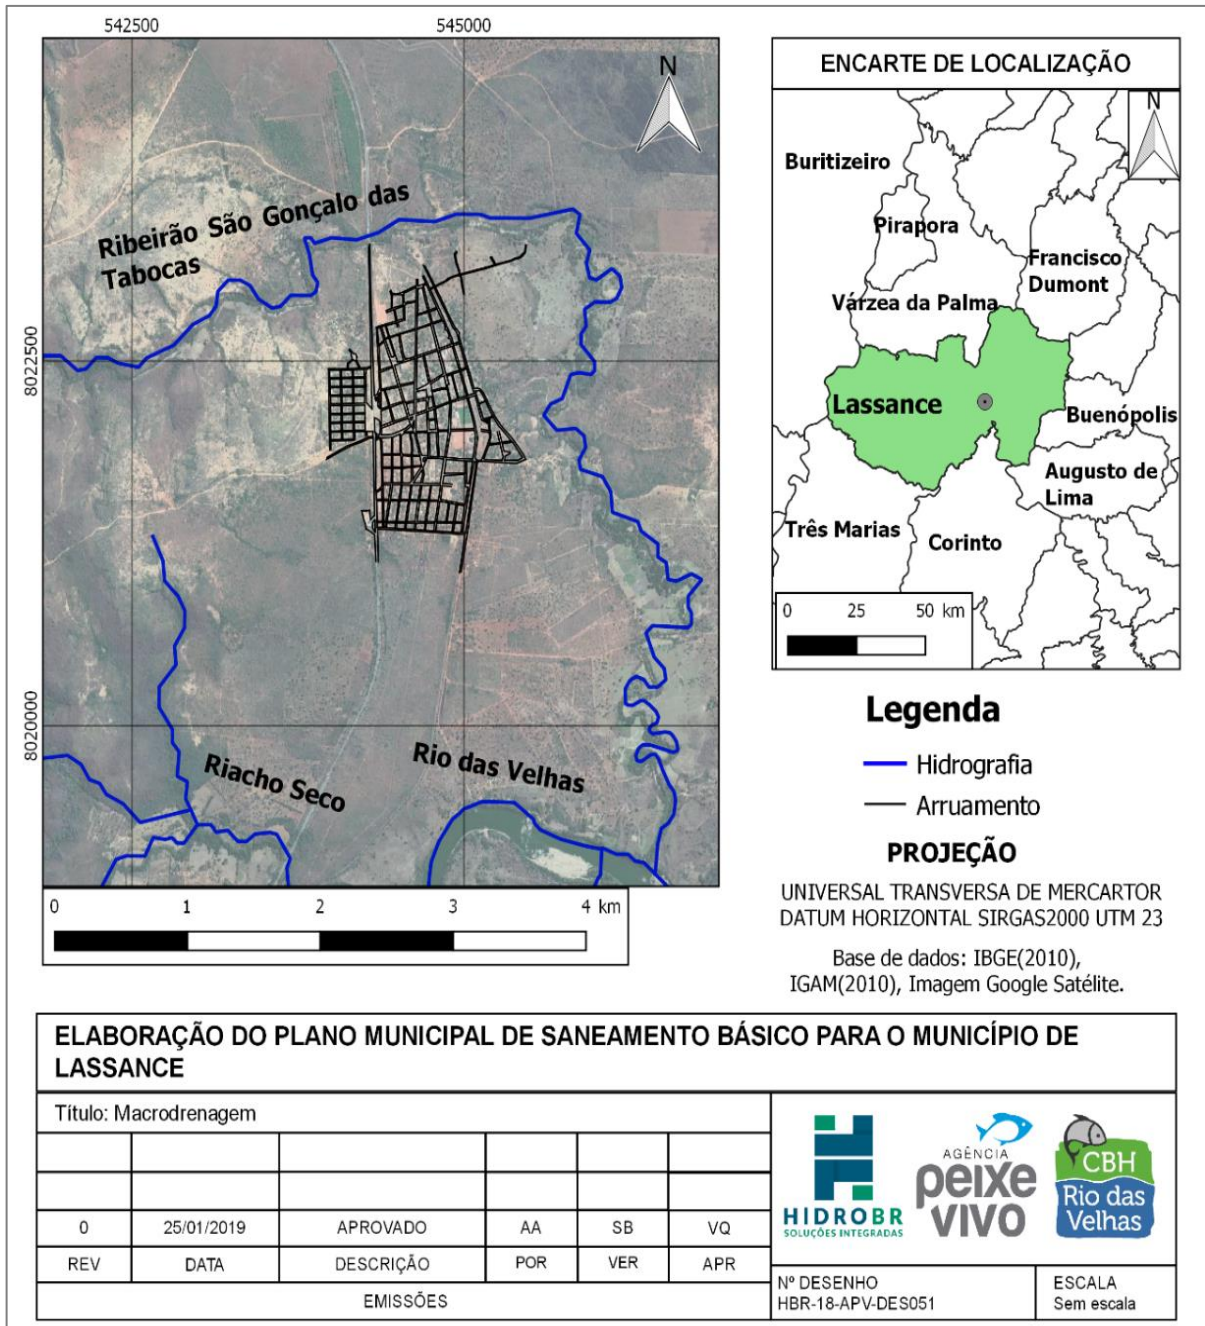 542500
545000
N
Ribeirão São Gonçalo das
Tabocas
8022500
8020000
Riacho Seco
Rio das Velhas
0 1 2 3 4 km
ENCARTE DE LOCALIZAÇÃO
N
Buritizeiro
Pirapora
Francisco
Dumont
Várzea da Palma
Lassance
Buenópolis
Augusto de
Lima
Três Marias
Corinto
0 25 50 km
Legenda
Hidrografia
Arruamento
PROJEÇÃO
UNIVERSAL TRANSVERSA DE MERCARTOR
DATUM HORIZONTAL SIRGAS2000 UTM 23
Base de dados: IBGE(2010),
IGAM(2010), Imagem Google Satélite.
ELABORAÇÃO DO PLANO MUNICIPAL DE SANEAMENTO BÁSICO PARA O MUNICÍPIO DE
LASSANCE
Título: Macrodrenagem
0 25/01/2019 APROVADO AA SB VQ
REV DATA DESCRIÇÃO POR VER APR
EMISSÕES
HIDROBR
SOLUÇÕES INTEGRADAS
AGÊNCIA
peixe
vivo
CBH
Rio das
Velhas
Nº DESENHO
HBR-18-APV-DES051
ESCALA
Sem escala